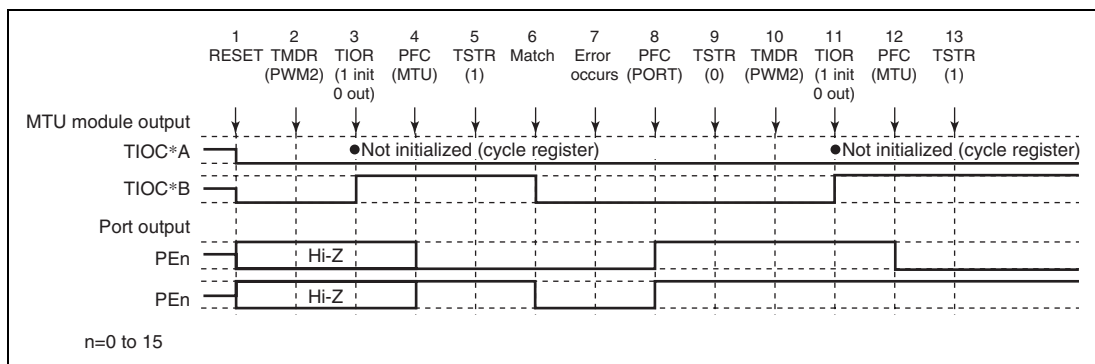 1 2 3 4 5 6 7 8 9 10 11 12 13
RESET TMDR TIOR PFC TSTR Match Error PFC TSTR TMDR TIOR PFC TSTR
(PWM2) (1 init (MTU) (1) occurs (PORT) (0) (PWM2) (1 init (MTU) (1)
0 out) 0 out)
MTU module output
TIOC*A ●Not initialized (cycle register) ●Not initialized (cycle register)
TIOC*B
Port output
PEn Hi-Z
PEn Hi-Z
n=0 to 15